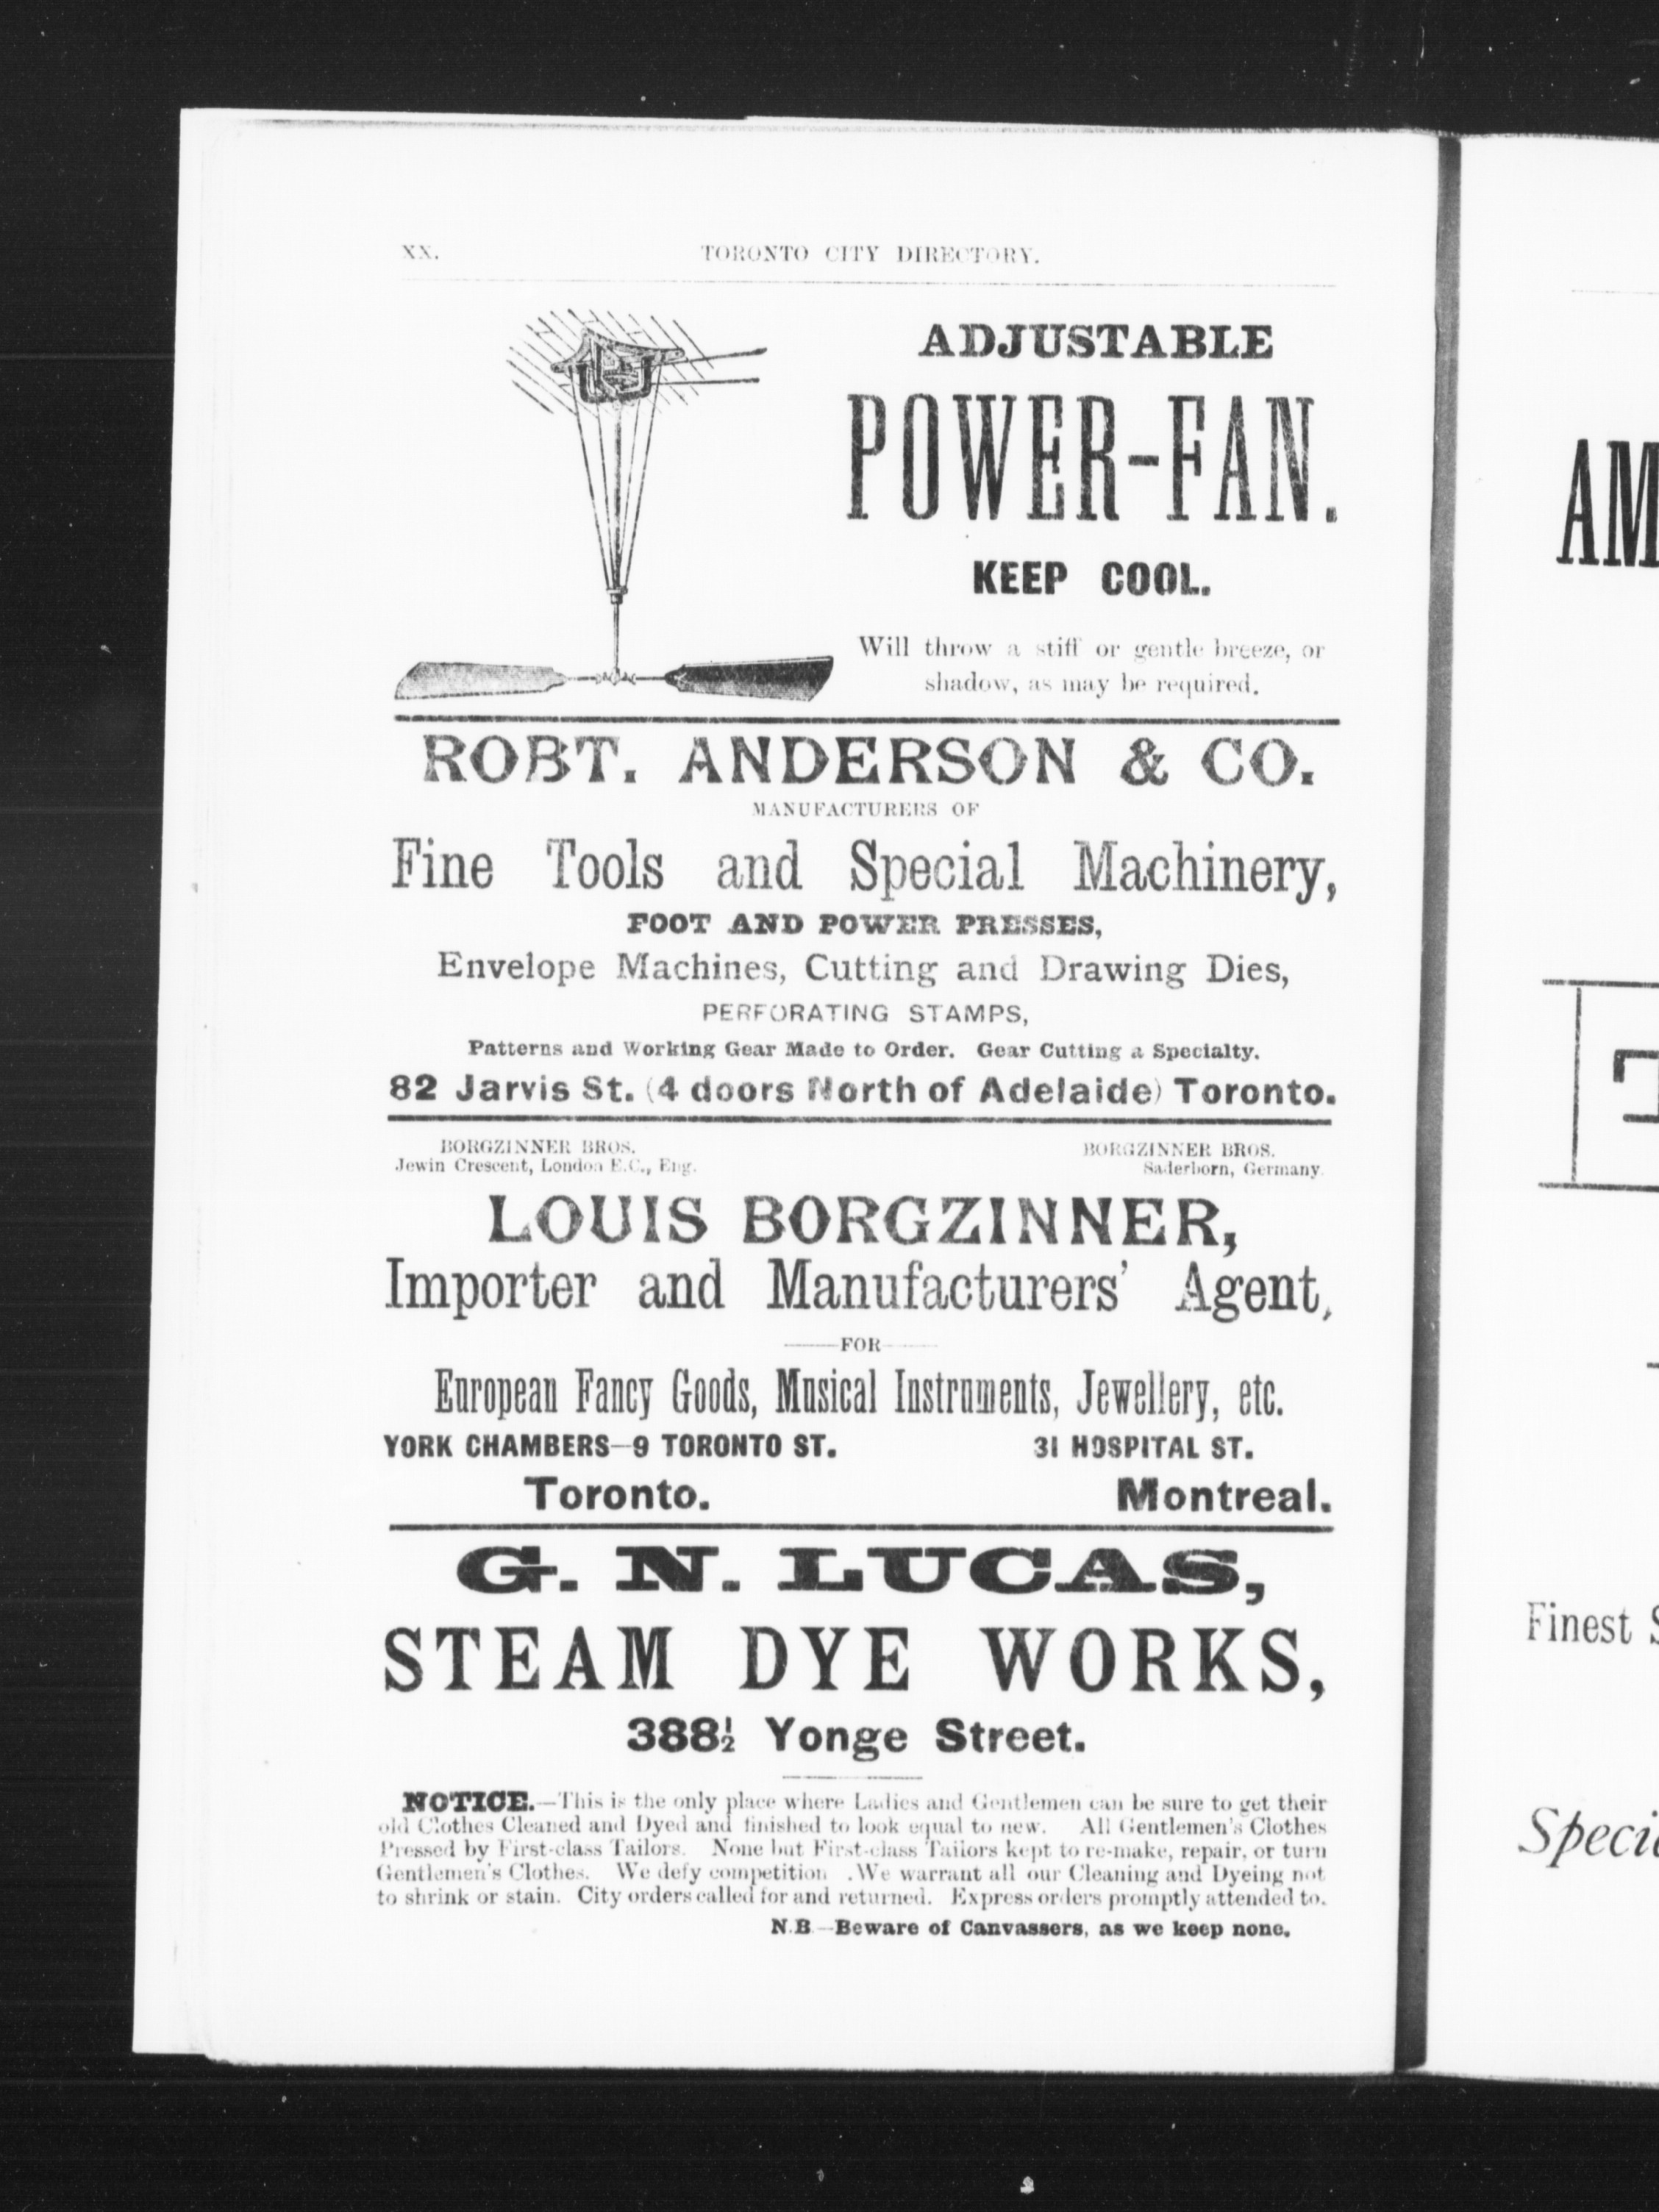 XX.
TORONTO CITY DIRECTORY.
ADJUSTABLE
POWER-FAN.
KEEP COOL.
Will throw a stiff or gentle breeze, or
shadow, as may be required.
ROBT. ANDERSON & CO.
MANUFACTURERS OF
Fine Tools and Special Machinery,
FOOT AND POWER PRESSES,
Envelope Machines, Cutting and Drawing Dies,
PERFORATING STAMPS,
Patterns and Working Gear Made to Order. Gear Cutting a Specialty.
82 Jarvis St. (4 doors North of Adelaide) Toronto.
BORGZINNER BROS.
Jewin Crescent, London E.C., Eng.
BORGZINNER BROS.
Saderborn, Germany.
LOUIS BORGZINNER,
Importer and Manufacturers' Agent,
——FOR——
European Fancy Goods, Musical Instruments, Jewellery, etc.
YORK CHAMBERS—9 TORONTO ST.
Toronto.
31 HOSPITAL ST.
Montreal.
G. N. LUCAS,
STEAM DYE WORKS,
388½ Yonge Street.
NOTICE.—This is the only place where Ladies and Gentlemen can be sure to get their
old Clothes Cleaned and Dyed and finished to look equal to new. All Gentlemen's Clothes
Pressed by First-class Tailors. None but First-class Tailors kept to re-make, repair, or turn
Gentlemen's Clothes. We defy competition .We warrant all our Cleaning and Dyeing not
to shrink or stain. City orders called for and returned. Express orders promptly attended to.
N.B.—Beware of Canvassers, as we keep none.
AM
Finest S
Speci